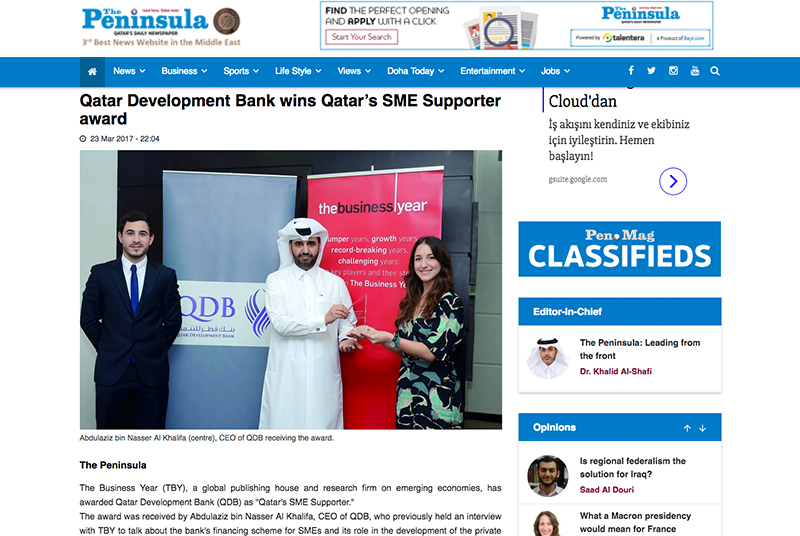 The
Peninsula
QATAR'S DAILY NEWSPAPER
3rd Best News Website in the Middle East
FIND THE PERFECT OPENING
AND APPLY WITH A CLICK
Start Your Search
The
Peninsula
QATAR'S DAILY NEWSPAPER
Powered by talentera a Product of Bayt.com
News Business Sports Life Style Views Doha Today Entertainment Jobs
Qatar Development Bank wins Qatar's SME Supporter
award
23 Mar 2017 - 22:04
thebusinessyear
umper years, growth years
record-breaking years,
challenging years,
key players and their
n The Business Ye
QDB
بنك قطر للتنمية
QATAR DEVELOPMENT BANK
Abdulaziz bin Nasser Al Khalifa (centre), CEO of QDB receiving the award.
The Peninsula
The Business Year (TBY), a global publishing house and research firm on emerging economies, has
awarded Qatar Development Bank (QDB) as "Qatar's SME Supporter."
The award was received by Abdulaziz bin Nasser Al Khalifa, CEO of QDB, who previously held an interview
with TBY to talk about the bank's financing scheme for SMEs and its role in the development of the private
Cloud'dan
İş akışını kendiniz ve ekibiniz
için iyileştirin. Hemen
başlayın!
gsuite.google.com
Pen Mag
CLASSIFIEDS
Editor-in-Chief
The Peninsula: Leading from
the front
Dr. Khalid Al-Shafi
Opinions
Is regional federalism the
solution for Iraq?
Saad Al Douri
What a Macron presidency
would mean for France